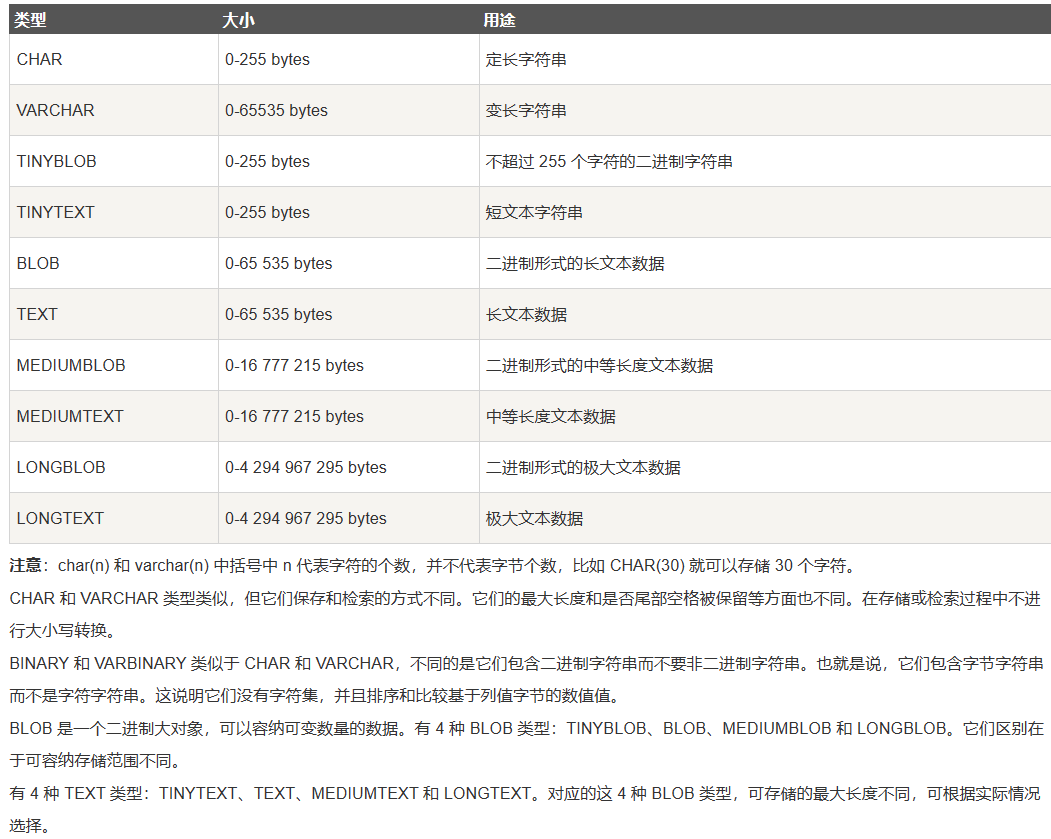 类型 大小 用途
CHAR 0-255 bytes 定长字符串
VARCHAR 0-65535 bytes 变长字符串
TINYBLOB 0-255 bytes 不超过 255 个字符的二进制字符串
TINYTEXT 0-255 bytes 短文本字符串
BLOB 0-65 535 bytes 二进制形式的长文本数据
TEXT 0-65 535 bytes 长文本数据
MEDIUMBLOB 0-16 777 215 bytes 二进制形式的中等长度文本数据
MEDIUMTEXT 0-16 777 215 bytes 中等长度文本数据
LONGBLOB 0-4 294 967 295 bytes 二进制形式的极大文本数据
LONGTEXT 0-4 294 967 295 bytes 极大文本数据
注意：char(n) 和 varchar(n) 中括号中 n 代表字符的个数，并不代表字节个数，比如 CHAR(30) 就可以存储 30 个字符。
CHAR 和 VARCHAR 类型类似，但它们保存和检索的方式不同。它们的最大长度和是否尾部空格被保留等方面也不同。在存储或检索过程中不进
行大小写转换。
BINARY 和 VARBINARY 类似于 CHAR 和 VARCHAR，不同的是它们包含二进制字符串而不要非二进制字符串。也就是说，它们包含字节字符串
而不是字符字符串。这说明它们没有字符集，并且排序和比较基于列值字节的数值值。
BLOB 是一个二进制大对象，可以容纳可变数量的数据。有 4 种 BLOB 类型：TINYBLOB、BLOB、MEDIUMBLOB 和 LONGBLOB。它们区别在
于可容纳存储范围不同。
有 4 种 TEXT 类型：TINYTEXT、TEXT、MEDIUMTEXT 和 LONGTEXT。对应的这 4 种 BLOB 类型，可存储的最大长度不同，可根据实际情况
选择。